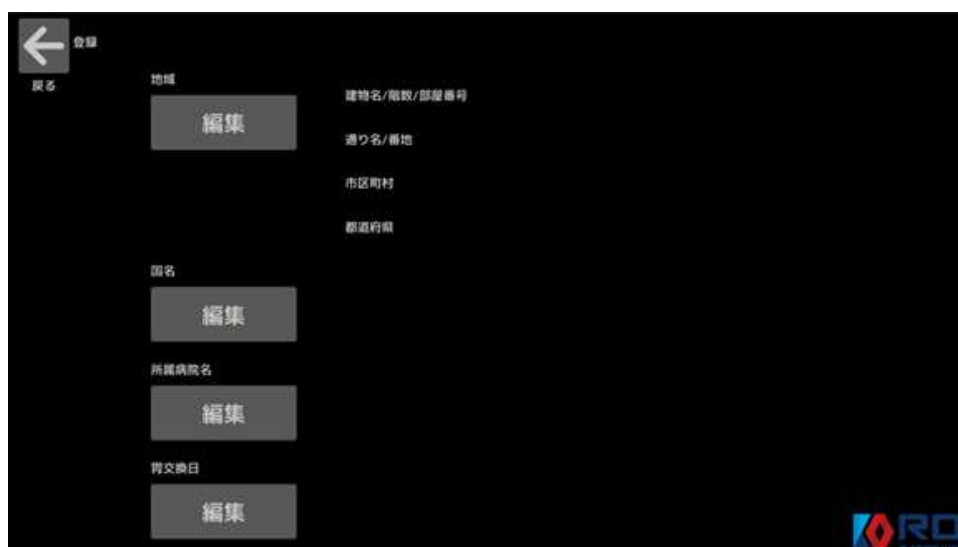 登録
戻る
地域
編集
建物名/階数/部屋番号
通り名/番地
市区町村
都道府県
国名
編集
所属病院名
編集
胃交換日
編集
KORO